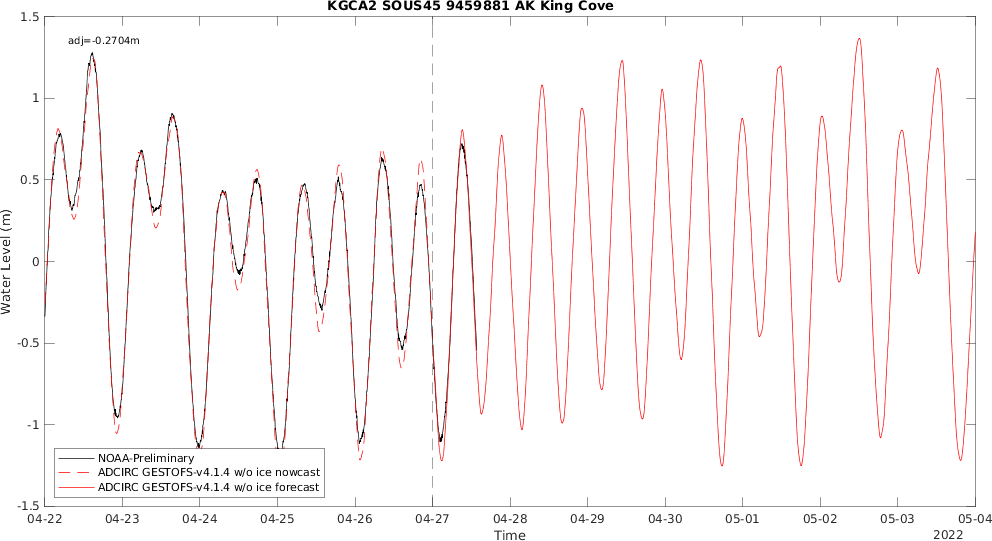 KGCA2 SOUS45 9459881 AK King Cove
adj=-0.2704m
1.5
1
0.5
0
-0.5
-1
-1.5
Water Level (m)
NOAA-Preliminary
ADCIRC GESTOFS-v4.1.4 w/o ice nowcast
ADCIRC GESTOFS-v4.1.4 w/o ice forecast
04-22 04-23 04-24 04-25 04-26 04-27 04-28 04-29 04-30 05-01 05-02 05-03 05-04
Time
2022